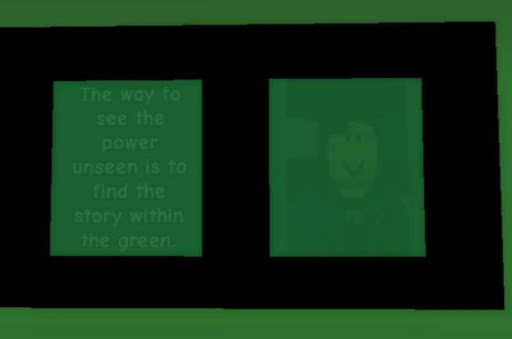 The way to
see the
power
unseen is to
find the
story within
the green.